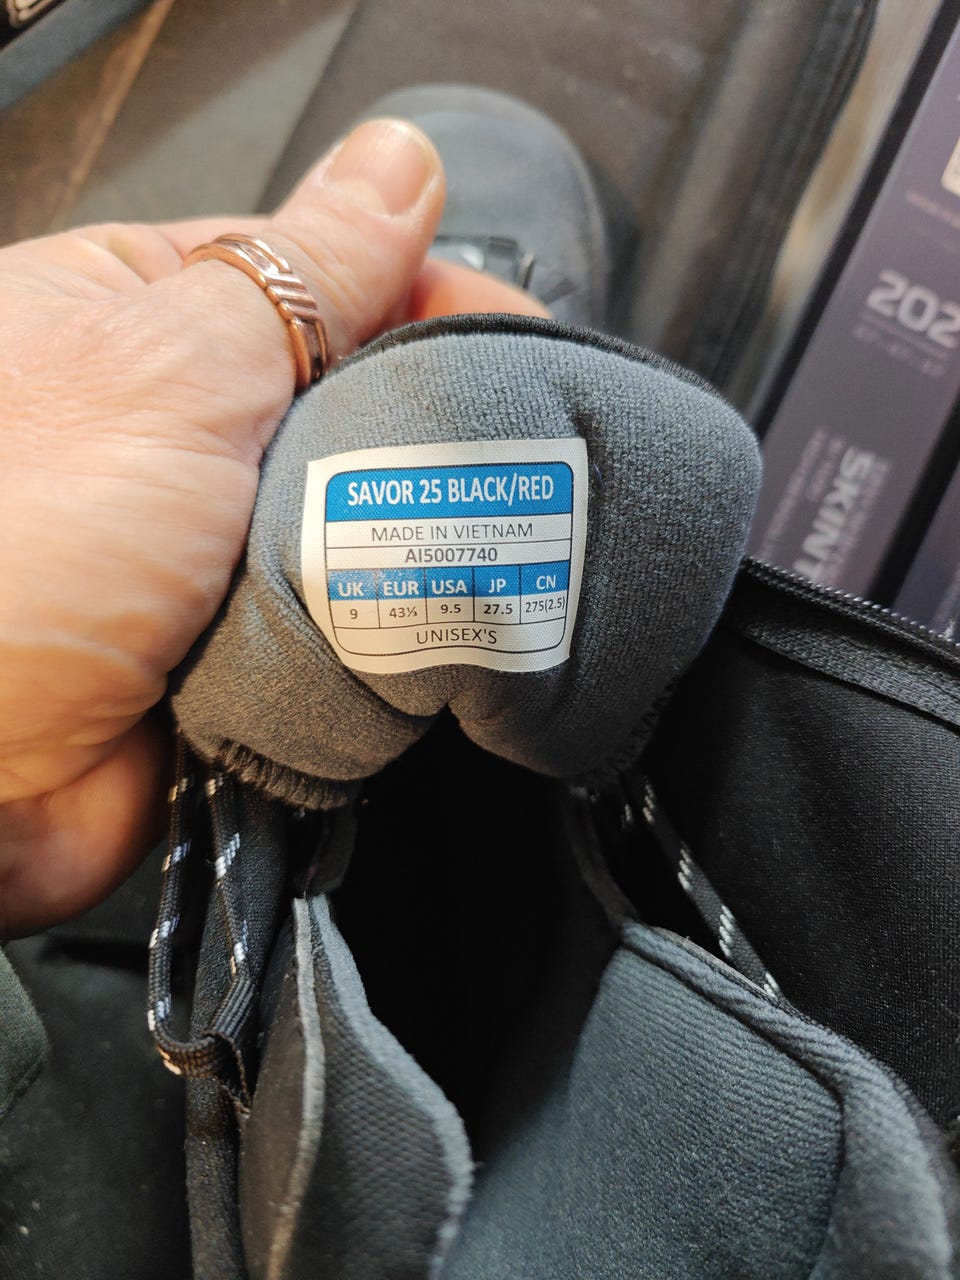 SAVOR 25 BLACK/RED
MADE IN VIETNAM
AI5007740
UK EUR USA JP CN
9 43⅓ 9.5 27.5 275(2.5)
UNISEX'S
202
SKIN